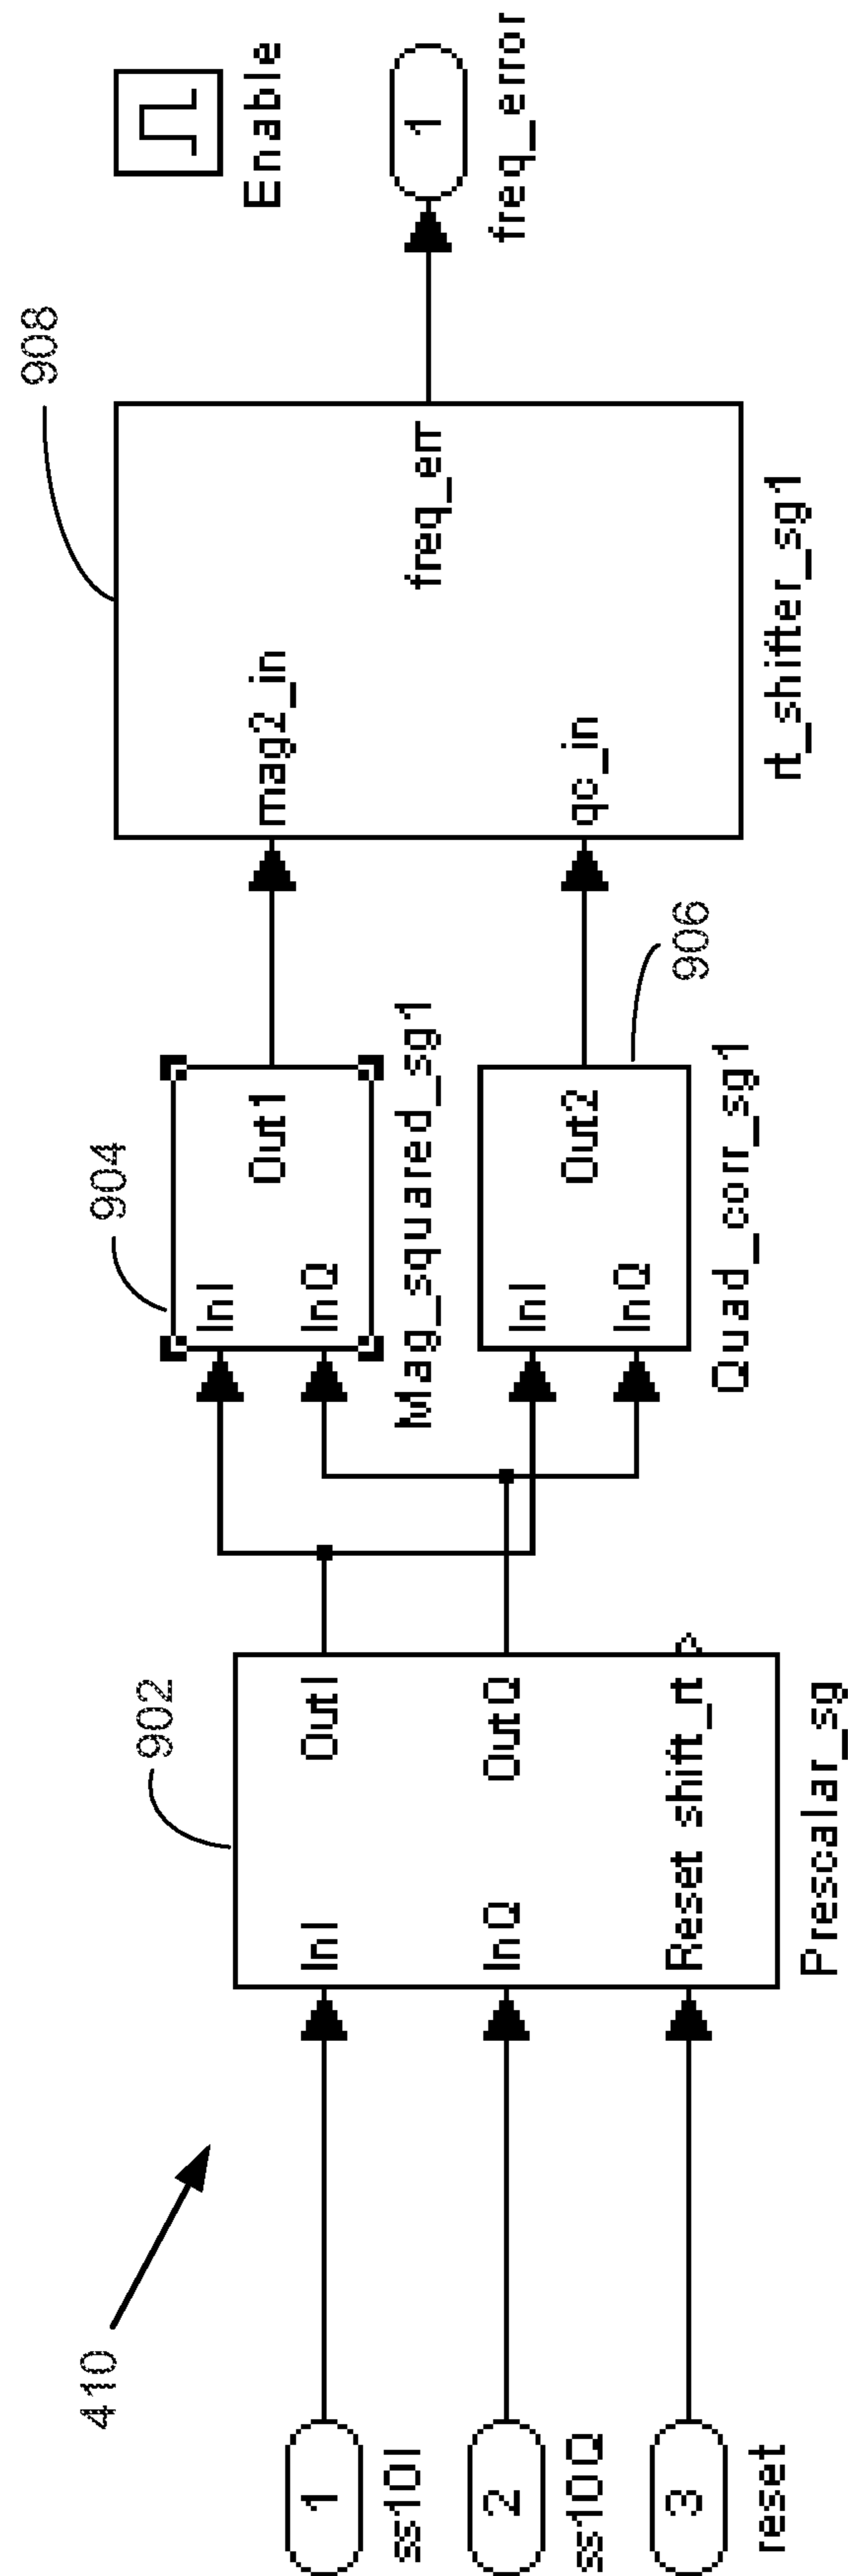 410
1
ss10I
2
ss10Q
3
reset
902
InI
OutI
InQ
OutQ
Reset shift_rt
Prescalar_sg
904
InI
Out1
InQ
Mag_squared_sg1
InI
Out2
InQ
906
Quad_corr_sg1
908
mag2_in
freq_err
qc_in
rt_shifter_sg1
Enable
1
freq_error